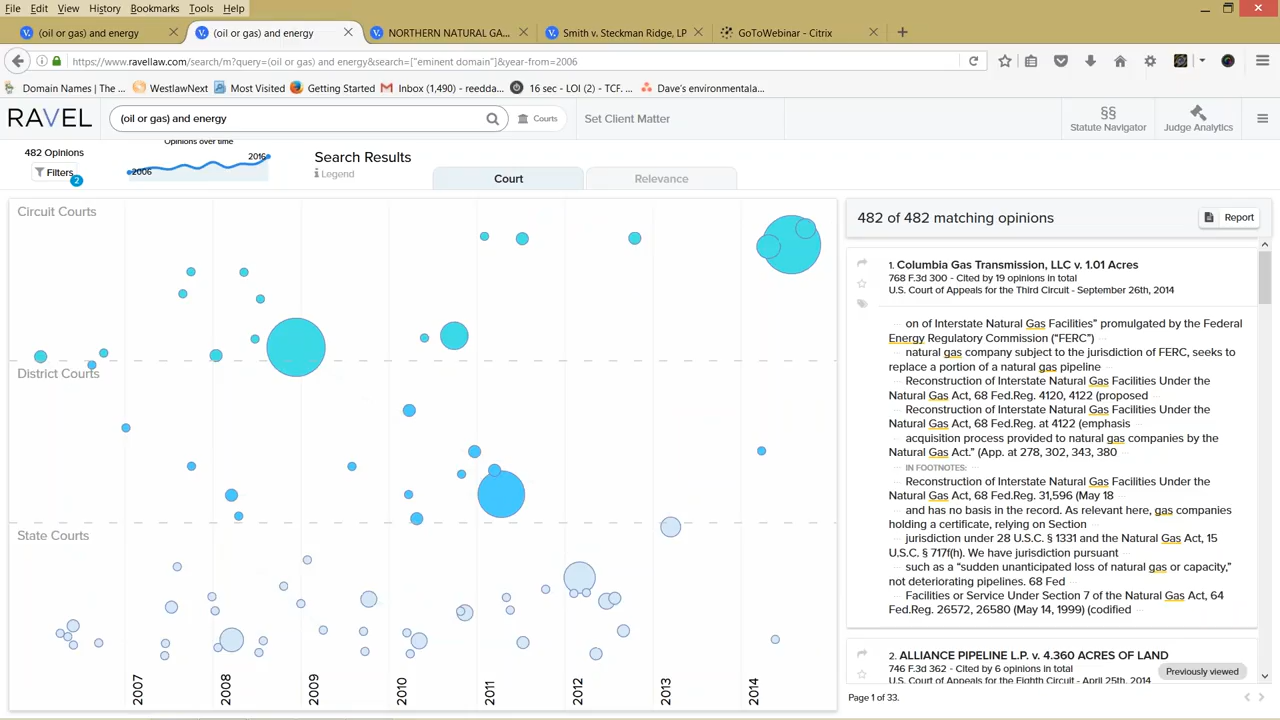 File Edit View History Bookmarks Tools Help
(oil or gas) and energy
(oil or gas) and energy
NORTHERN NATURAL GA...
Smith v. Steckman Ridge, LP
GoToWebinar - Citrix
https://www.ravellaw.com/search/m?query=(oil or gas) and energy&search=["eminent domain"]&year-from=2006
Domain Names | The ... WestlawNext Most Visited Getting Started Inbox (1,490) - reedda... 16 sec - LOI (2) - TCF. ... Dave's environmenta...
RAVEL
(oil or gas) and energy
Courts
Set Client Matter
§§
Statute Navigator
Judge Analytics
482 Opinions
Filters
2
Opinions over time
2006
2016
Search Results
Legend
Court
Relevance
Circuit Courts
District Courts
State Courts
2007
2008
2009
2010
2011
2012
2013
2014
482 of 482 matching opinions
Report
1. Columbia Gas Transmission, LLC v. 1.01 Acres
768 F.3d 300 - Cited by 19 opinions in total
U.S. Court of Appeals for the Third Circuit - September 26th, 2014
on of Interstate Natural Gas Facilities" promulgated by the Federal
Energy Regulatory Commission ("FERC")
natural gas company subject to the jurisdiction of FERC, seeks to
replace a portion of a natural gas pipeline
Reconstruction of Interstate Natural Gas Facilities Under the
Natural Gas Act, 68 Fed.Reg. 4120, 4122 (proposed
Reconstruction of Interstate Natural Gas Facilities Under the
Natural Gas Act, 68 Fed.Reg. at 4122 (emphasis
acquisition process provided to natural gas companies by the
Natural Gas Act." (App. at 278, 302, 343, 380
IN FOOTNOTES:
Reconstruction of Interstate Natural Gas Facilities Under the
Natural Gas Act, 68 Fed.Reg. 31,596 (May 18
and has no basis in the record. As relevant here, gas companies
holding a certificate, relying on Section
jurisdiction under 28 U.S.C. § 1331 and the Natural Gas Act, 15
U.S.C. § 717f(h). We have jurisdiction pursuant
such as a "sudden unanticipated loss of natural gas or capacity,"
not deteriorating pipelines. 68 Fed
Facilities or Service Under Section 7 of the Natural Gas Act, 64
Fed.Reg. 26572, 26580 (May 14, 1999) (codified
2. ALLIANCE PIPELINE L.P. v. 4.360 ACRES OF LAND
746 F.3d 362 - Cited by 6 opinions in total
U.S. Court of Appeals for the Eighth Circuit - April 25th, 2014
Previously viewed
Page 1 of 33.